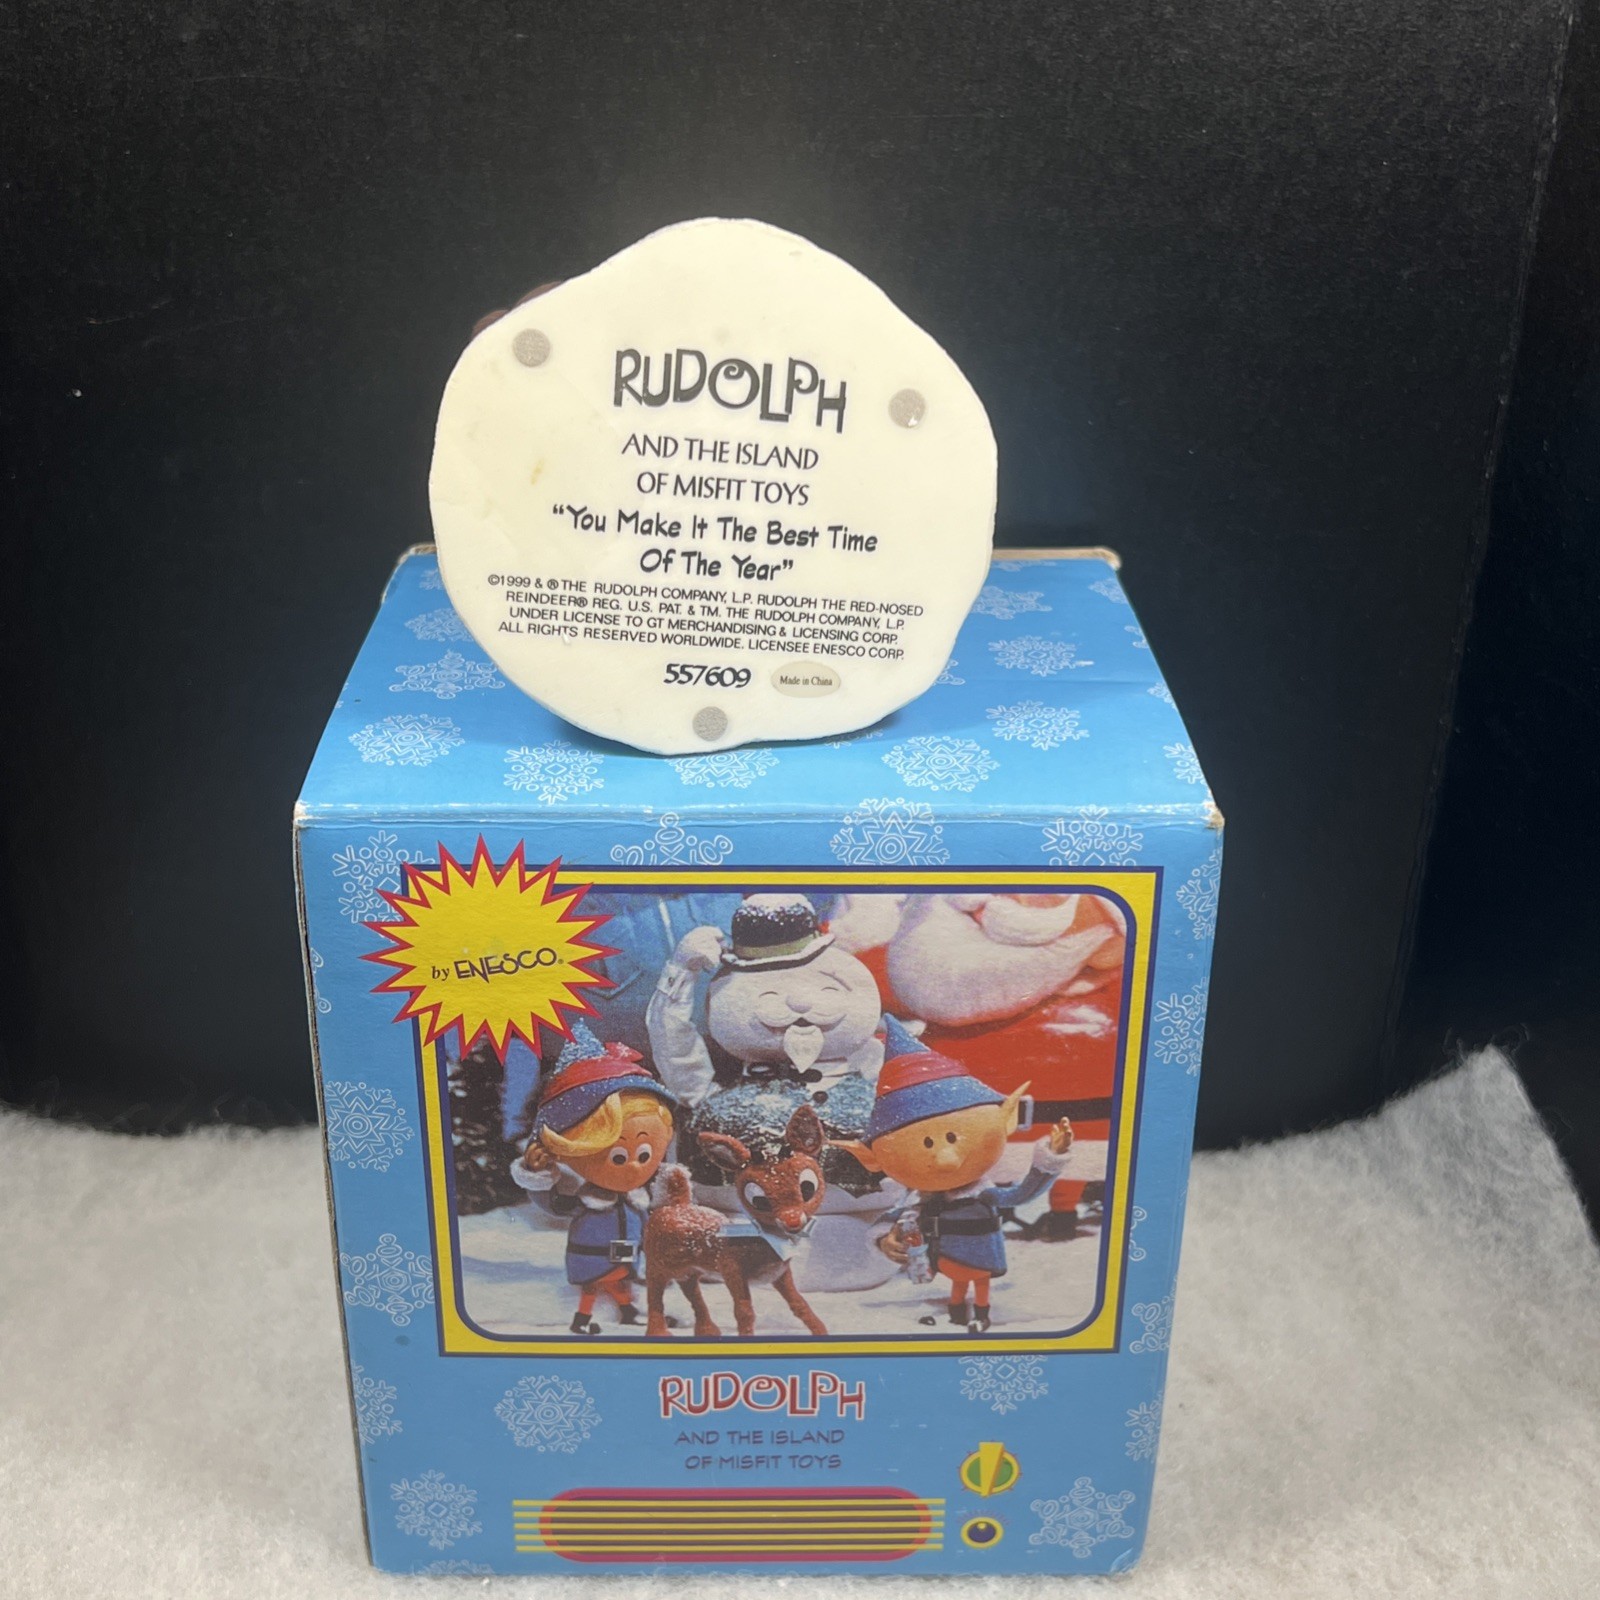 RUDOLPH
AND THE ISLAND
OF MISFIT TOYS
"You Make It The Best Time
Of The Year"
©1999 & ® THE RUDOLPH COMPANY, L.P. RUDOLPH THE RED-NOSED
REINDEER® REG. U.S. PAT. & TM. THE RUDOLPH COMPANY, L.P.
UNDER LICENSE TO GT MERCHANDISING & LICENSING CORP.
ALL RIGHTS RESERVED WORLDWIDE. LICENSEE ENESCO CORP.
557609
Made in China
by ENESCO®
RUDOLPH
AND THE ISLAND
OF MISFIT TOYS